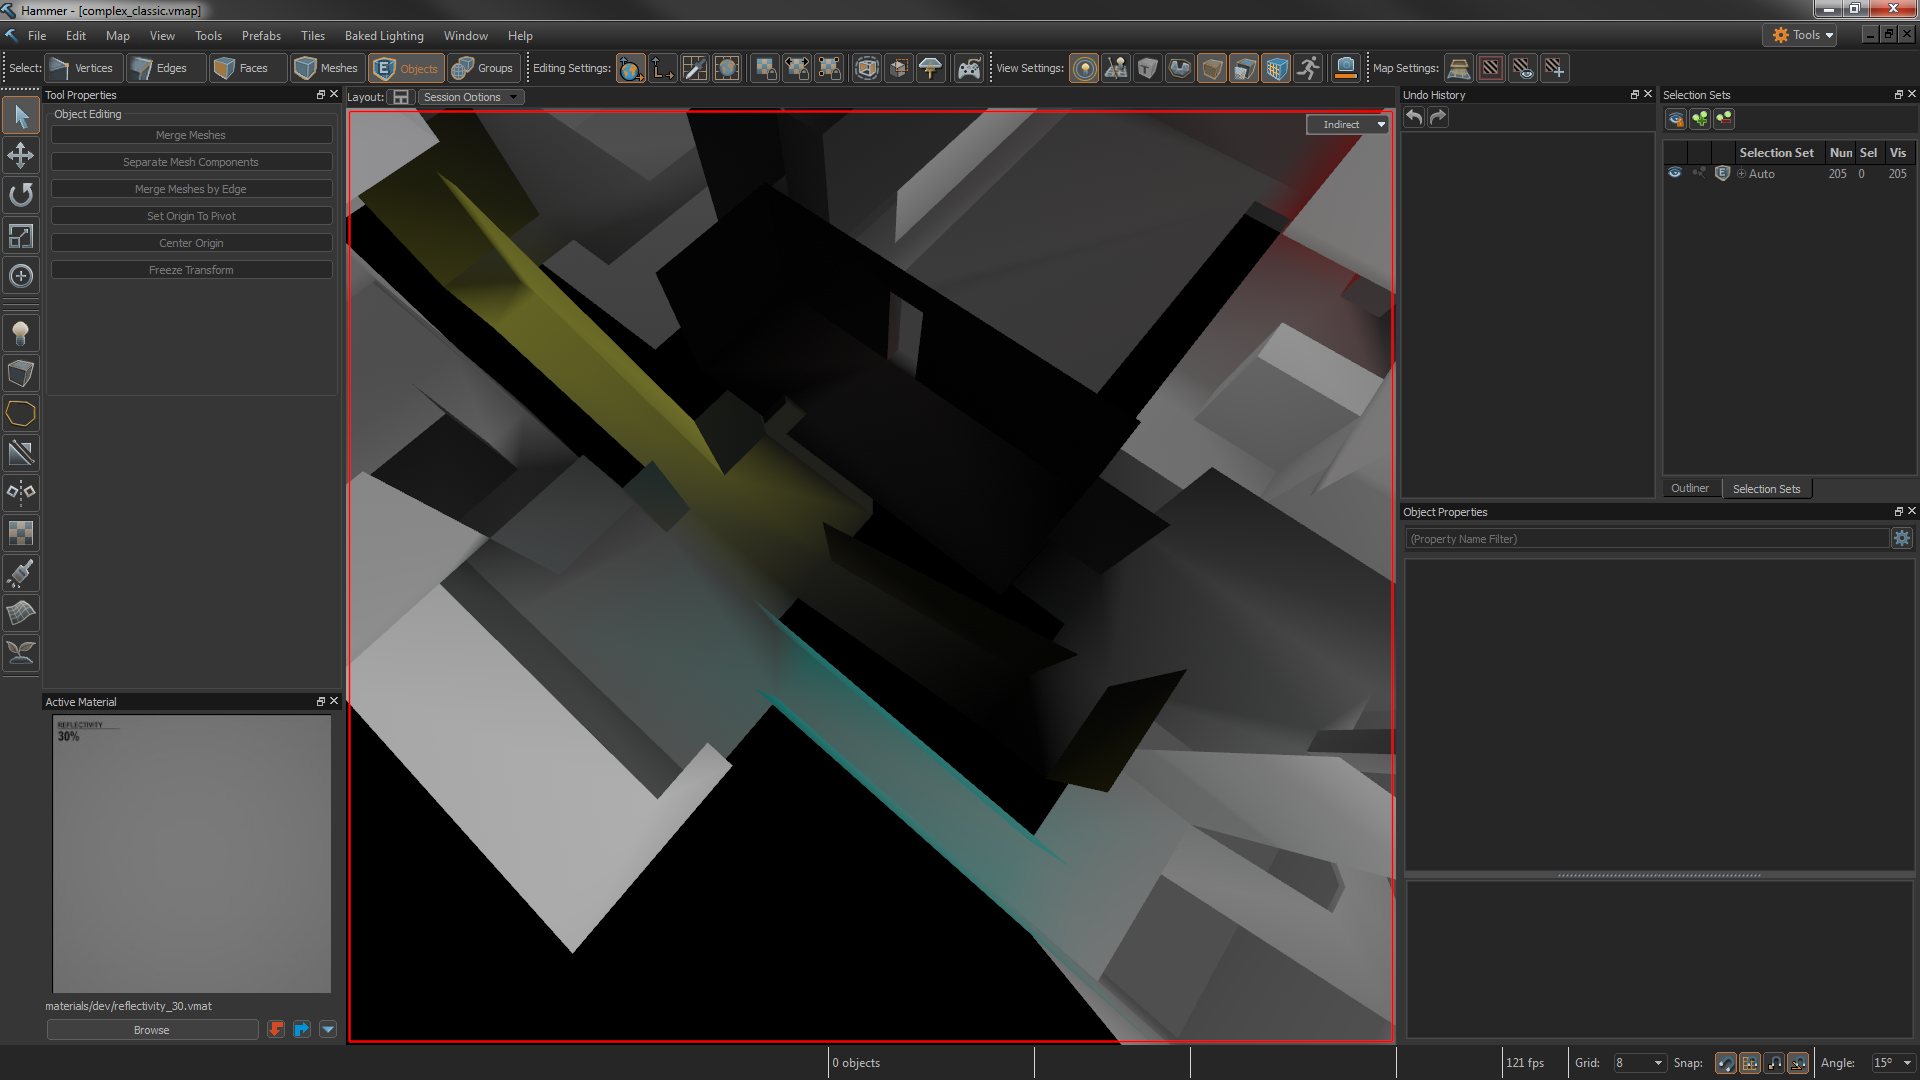 Hammer - [complex_classic.vmap]
File Edit Map View Tools Prefabs Tiles Baked Lighting Window Help
Tools
Select: Vertices Edges Faces Meshes Objects Groups Editing Settings: View Settings: Map Settings:
Tool Properties
Object Editing
Merge Meshes
Separate Mesh Components
Merge Meshes by Edge
Set Origin To Pivot
Center Origin
Freeze Transform
Active Material
REFLECTIVITY
30%
materials/dev/reflectivity_30.vmat
Browse
Layout: Session Options
Indirect
Undo History
Selection Sets
Selection Set Nun Sel Vis
Auto 205 0 205
Outliner Selection Sets
Object Properties
(Property Name Filter)
0 objects
121 fps
Grid: 8 Snap: Angle: 15°